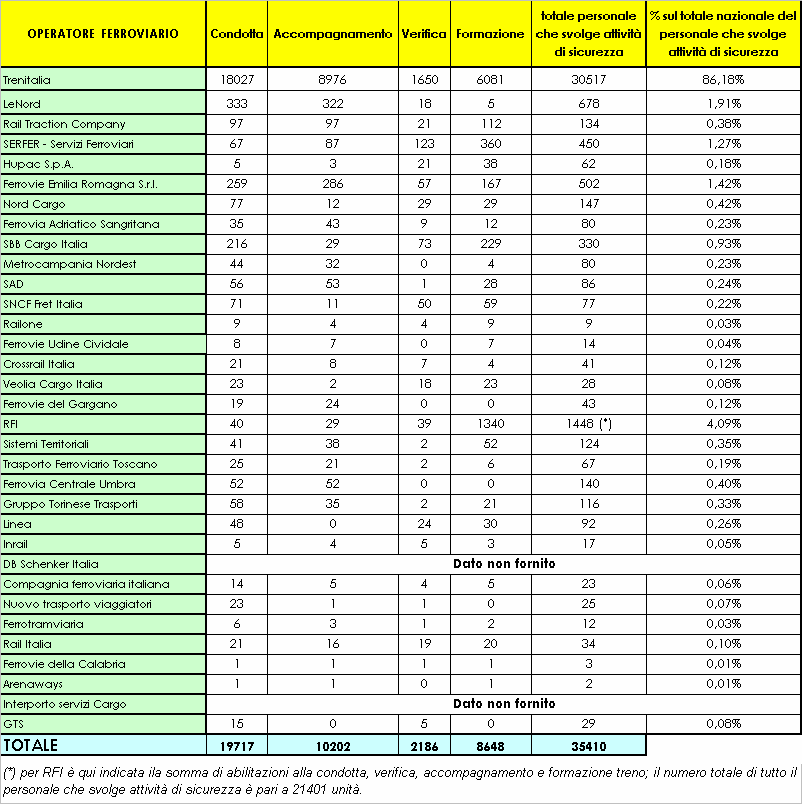 OPERATORE FERROVIARIO Condotta Accompagnamento Verifica Formazione totale personale che svolge attività di sicurezza % sul totale nazionale del personale che svolge attività di sicurezza
Trenitalia 18027 8976 1650 6081 30517 86,18%
LeNord 333 322 18 5 678 1,91%
Rail Traction Company 97 97 21 112 134 0,38%
SERFER - Servizi Ferroviari 67 87 123 360 450 1,27%
Hupac S.p.A. 5 3 21 38 62 0,18%
Ferrovie Emilia Romagna S.r.l. 259 286 57 167 502 1,42%
Nord Cargo 77 12 29 29 147 0,42%
Ferrovia Adriatico Sangritana 35 43 9 12 80 0,23%
SBB Cargo Italia 216 29 73 229 330 0,93%
Metrocampania Nordest 44 32 0 4 80 0,23%
SAD 56 53 1 28 86 0,24%
SNCF Fret Italia 71 11 50 59 77 0,22%
Railone 9 4 4 9 9 0,03%
Ferrovie Udine Cividale 8 7 0 7 14 0,04%
Crossrail Italia 21 8 7 4 41 0,12%
Veolia Cargo Italia 23 2 18 23 28 0,08%
Ferrovie del Gargano 19 24 0 0 43 0,12%
RFI 40 29 39 1340 1448 (*) 4,09%
Sistemi Territoriali 41 38 2 52 124 0,35%
Trasporto Ferroviario Toscano 25 21 2 6 67 0,19%
Ferrovia Centrale Umbra 52 52 0 0 140 0,40%
Gruppo Torinese Trasporti 58 35 2 21 116 0,33%
Linea 48 0 24 30 92 0,26%
Inrail 5 4 5 3 17 0,05%
DB Schenker Italia Dato non fornito
Compagnia ferroviaria italiana 14 5 4 5 23 0,06%
Nuovo trasporto viaggiatori 23 1 1 0 25 0,07%
Ferrotramviaria 6 3 1 2 12 0,03%
Rail Italia 21 16 19 20 34 0,10%
Ferrovie della Calabria 1 1 1 1 3 0,01%
Arenaways 1 1 0 1 2 0,01%
Interporto servizi Cargo Dato non fornito
GTS 15 0 5 0 29 0,08%
TOTALE 19717 10202 2186 8648 35410
(*) per RFI è qui indicata ila somma di abilitazioni alla condotta, verifica, accompagnamento e formazione treno; il numero totale di tutto il
personale che svolge attività di sicurezza è pari a 21401 unità.